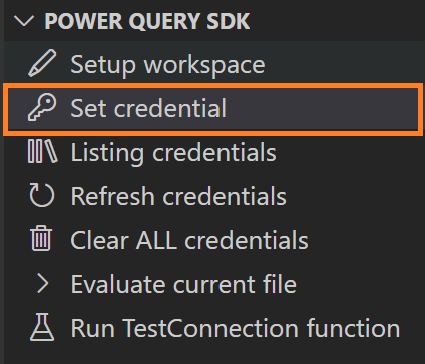 POWER QUERY SDK
Setup workspace
Set credential
Listing credentials
Refresh credentials
Clear ALL credentials
Evaluate current file
Run TestConnection function